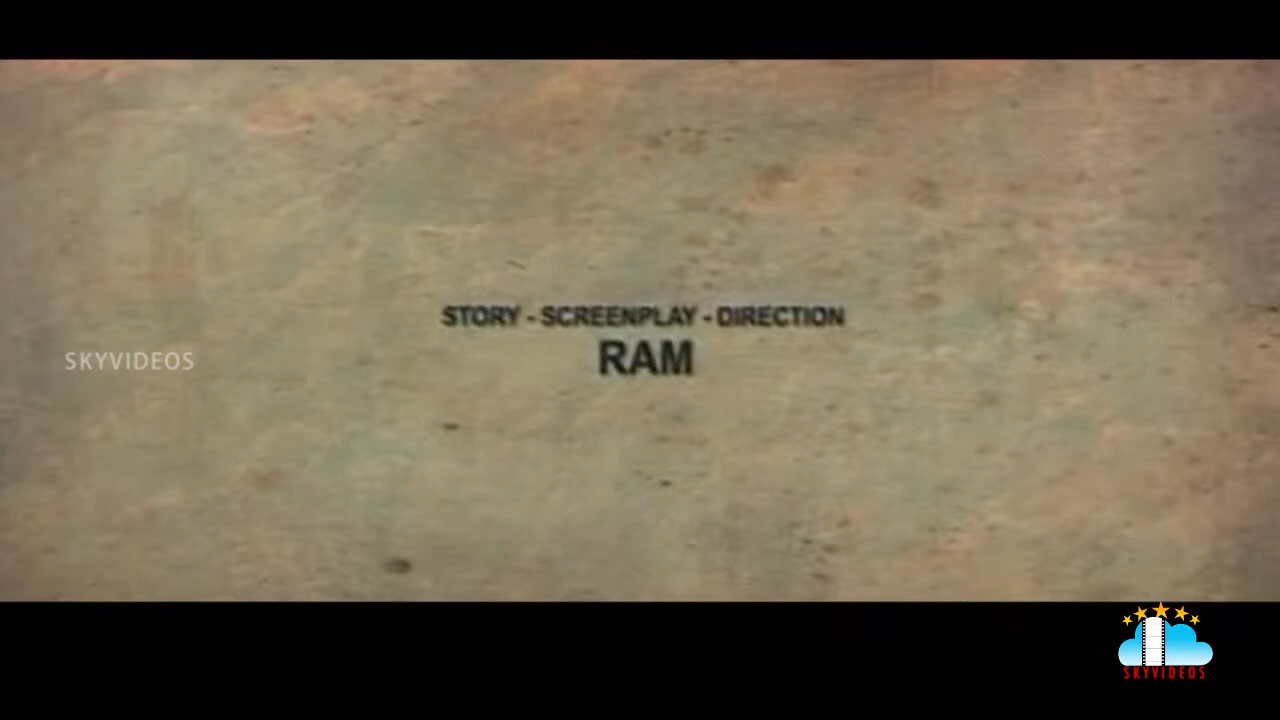 STORY - SCREENPLAY - DIRECTION
RAM
SKYVIDEOS
SKYVIDEOS